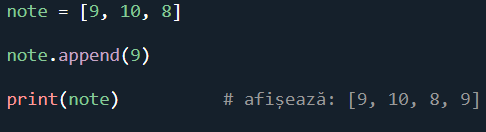 note = [9, 10, 8]
note.append(9)
print(note)          # afișează: [9, 10, 8, 9]